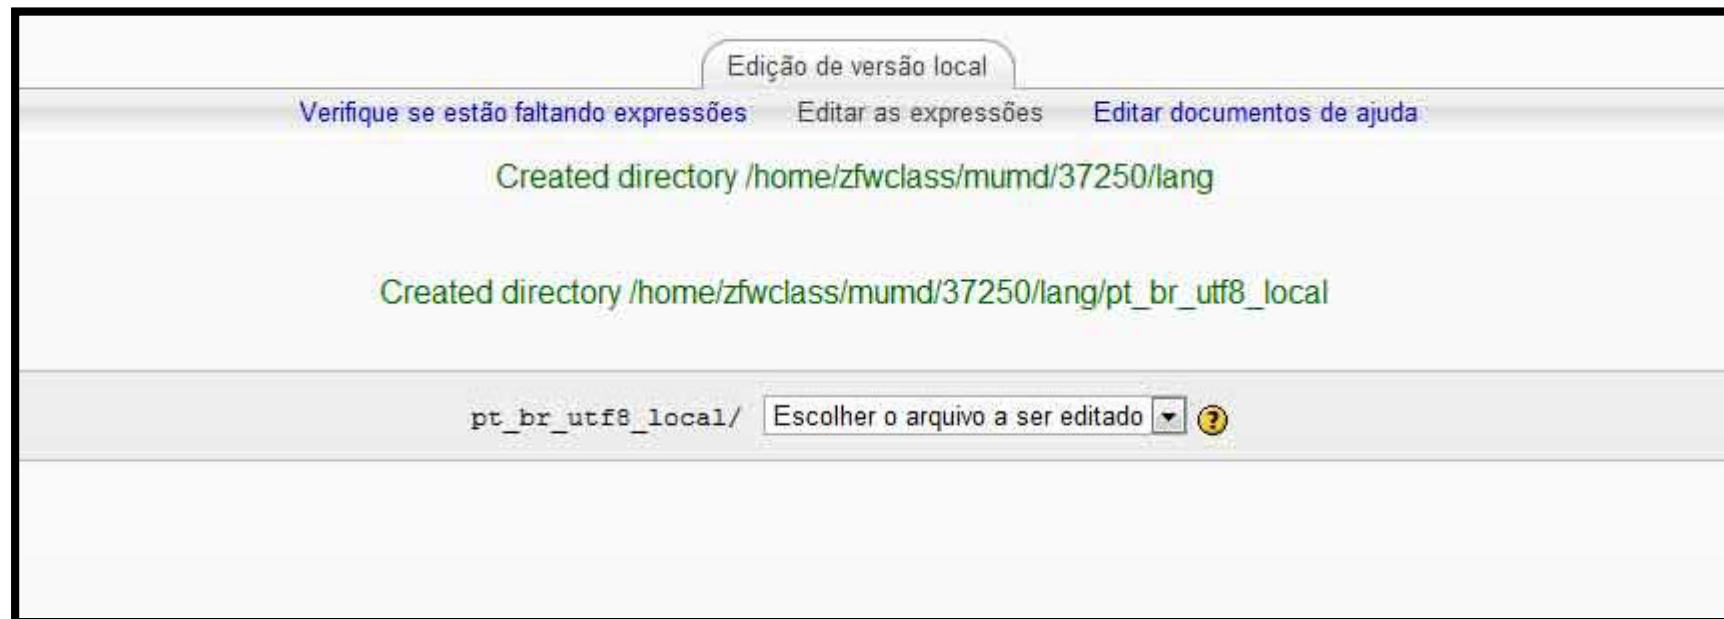 Edição de versão local
Verifique se estão faltando expressões Editar as expressões Editar documentos de ajuda
Created directory /home/zfwclass/mumd/37250/lang
Created directory /home/zfwclass/mumd/37250/lang/pt_br_utf8_local
pt_br_utf8_local/ Escolher o arquivo a ser editado ?